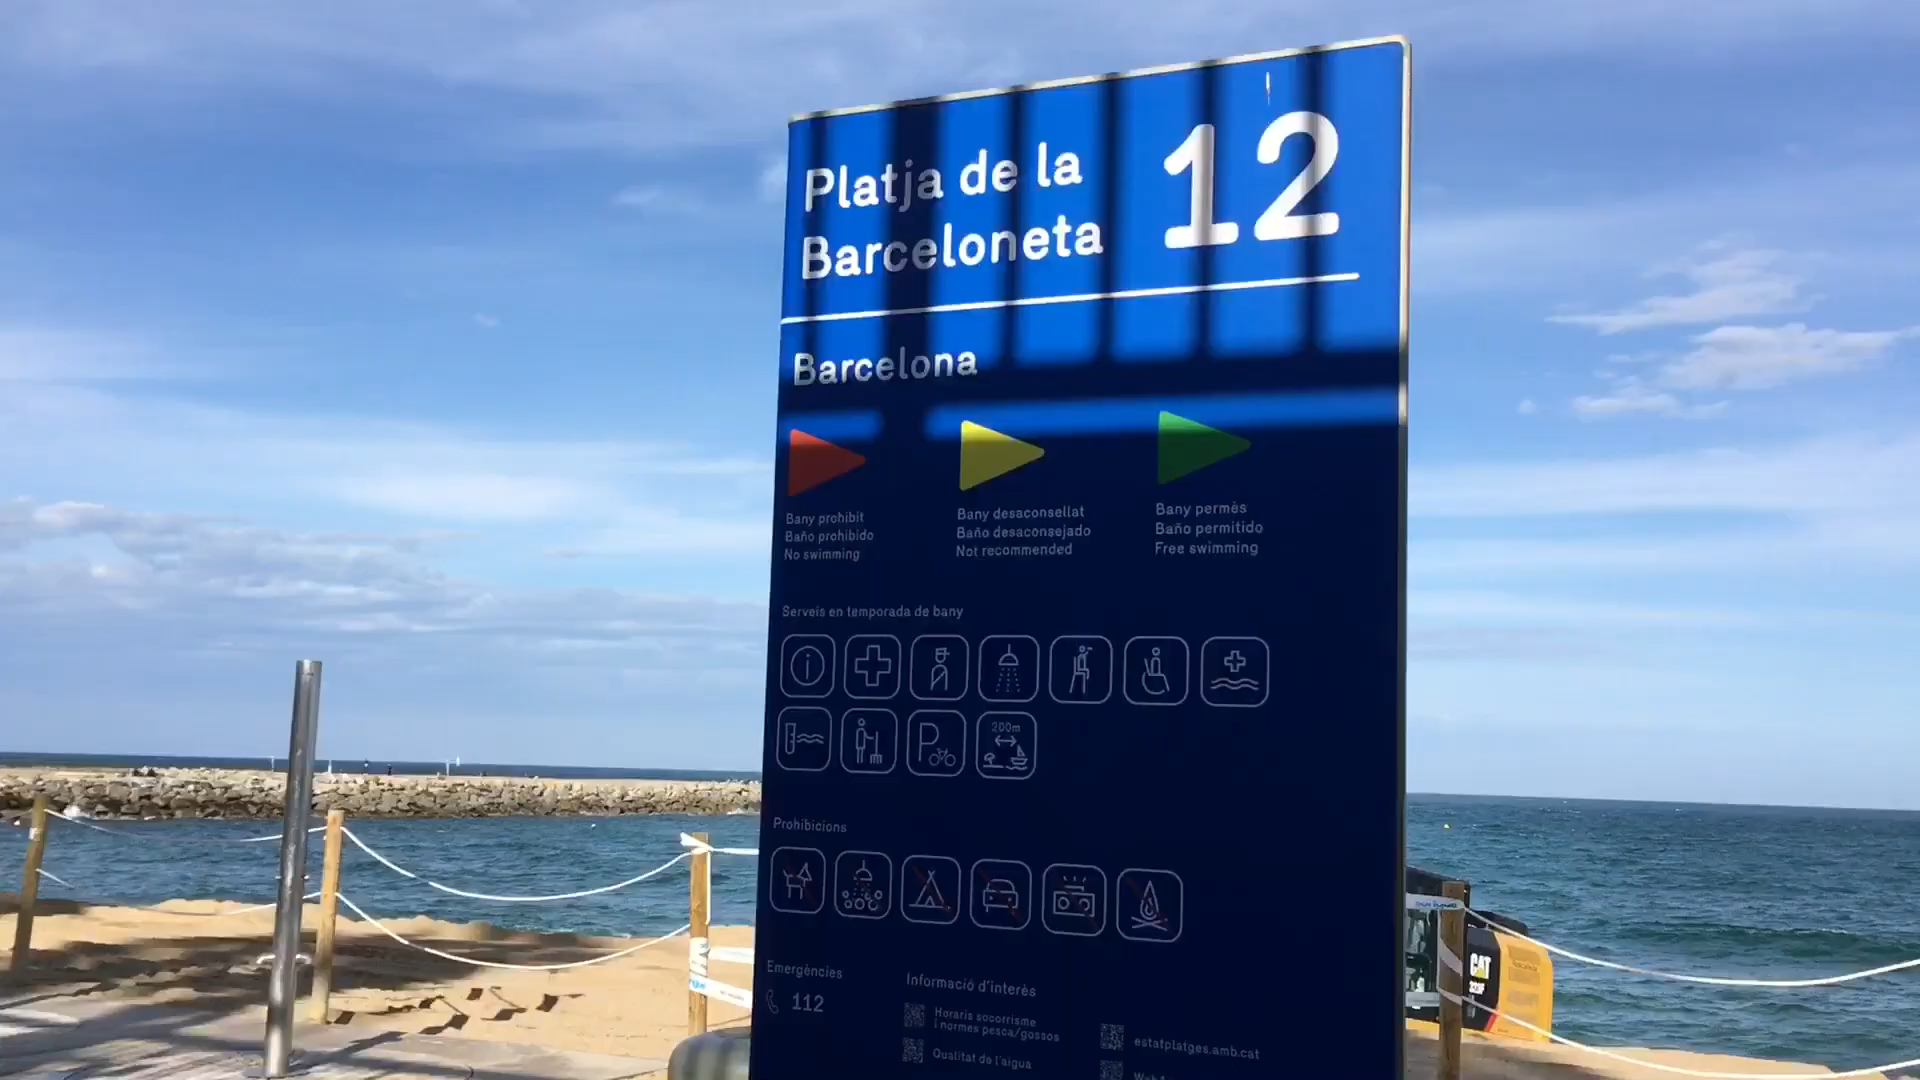 Platja de la
Barceloneta
12
Barcelona
Bany prohibit
Baño prohibido
No swimming
Bany desaconsellat
Baño desaconsejado
Not recommended
Bany permès
Baño permitido
Free swimming
Serveis en temporada de bany
200m
Prohibicions
Emergències
112
Informació d'interès
Horaris socorrisme
i normes pesca/gossos
Qualitat de l'aigua
estatplatges.amb.cat
CAT